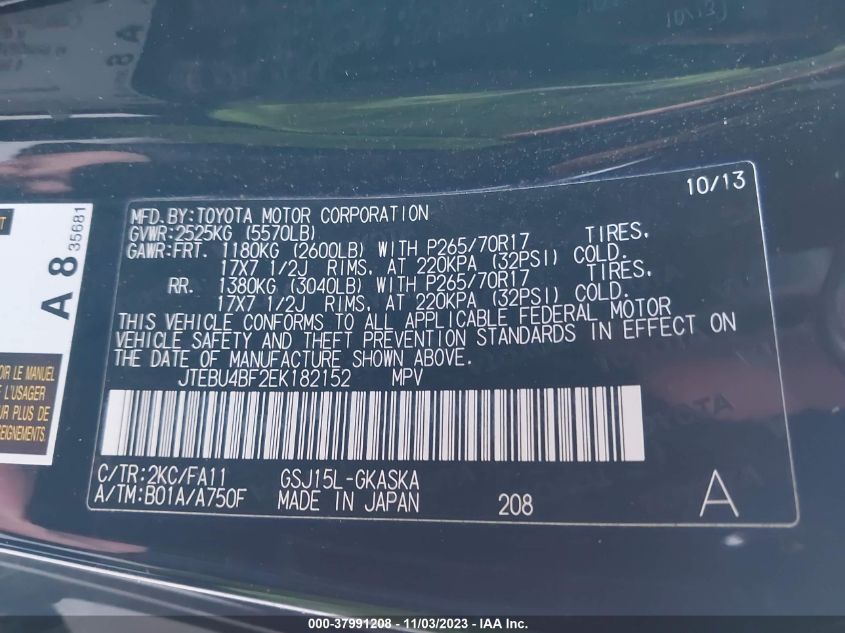 10/13
MFD.BY:TOYOTA MOTOR CORPORATION
GVWR:2525KG (5570LB)
GAWR:FRT. 1180KG (2600LB) WITH P265/70R17 TIRES,
17X7 1/2J RIMS, AT 220KPA (32PSI) COLD.
RR. 1380KG (3040LB) WITH P265/70R17 TIRES,
17X7 1/2J RIMS, AT 220KPA (32PSI) COLD.
THIS VEHICLE CONFORMS TO ALL APPLICABLE FEDERAL MOTOR
VEHICLE SAFETY AND THEFT PREVENTION STANDARDS IN EFFECT ON
THE DATE OF MANUFACTURE SHOWN ABOVE.
JTEBU4BF2EK182152 MPV
C/TR:2KC/FA11 GSJ15L-GKASKA
A/TM:B01A/A750F MADE IN JAPAN 208 A
A 8 35681
LE MANUEL
L'USAGER
PLUS DE
000-37991208 - 11/03/2023 - IAA Inc.